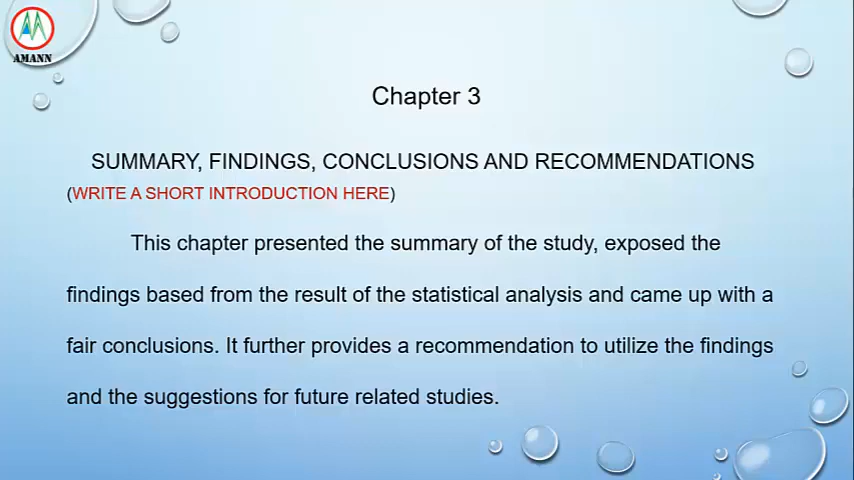 AMANN
Chapter 3
SUMMARY, FINDINGS, CONCLUSIONS AND RECOMMENDATIONS
(WRITE A SHORT INTRODUCTION HERE)
This chapter presented the summary of the study, exposed the
findings based from the result of the statistical analysis and came up with a
fair conclusions. It further provides a recommendation to utilize the findings
and the suggestions for future related studies.